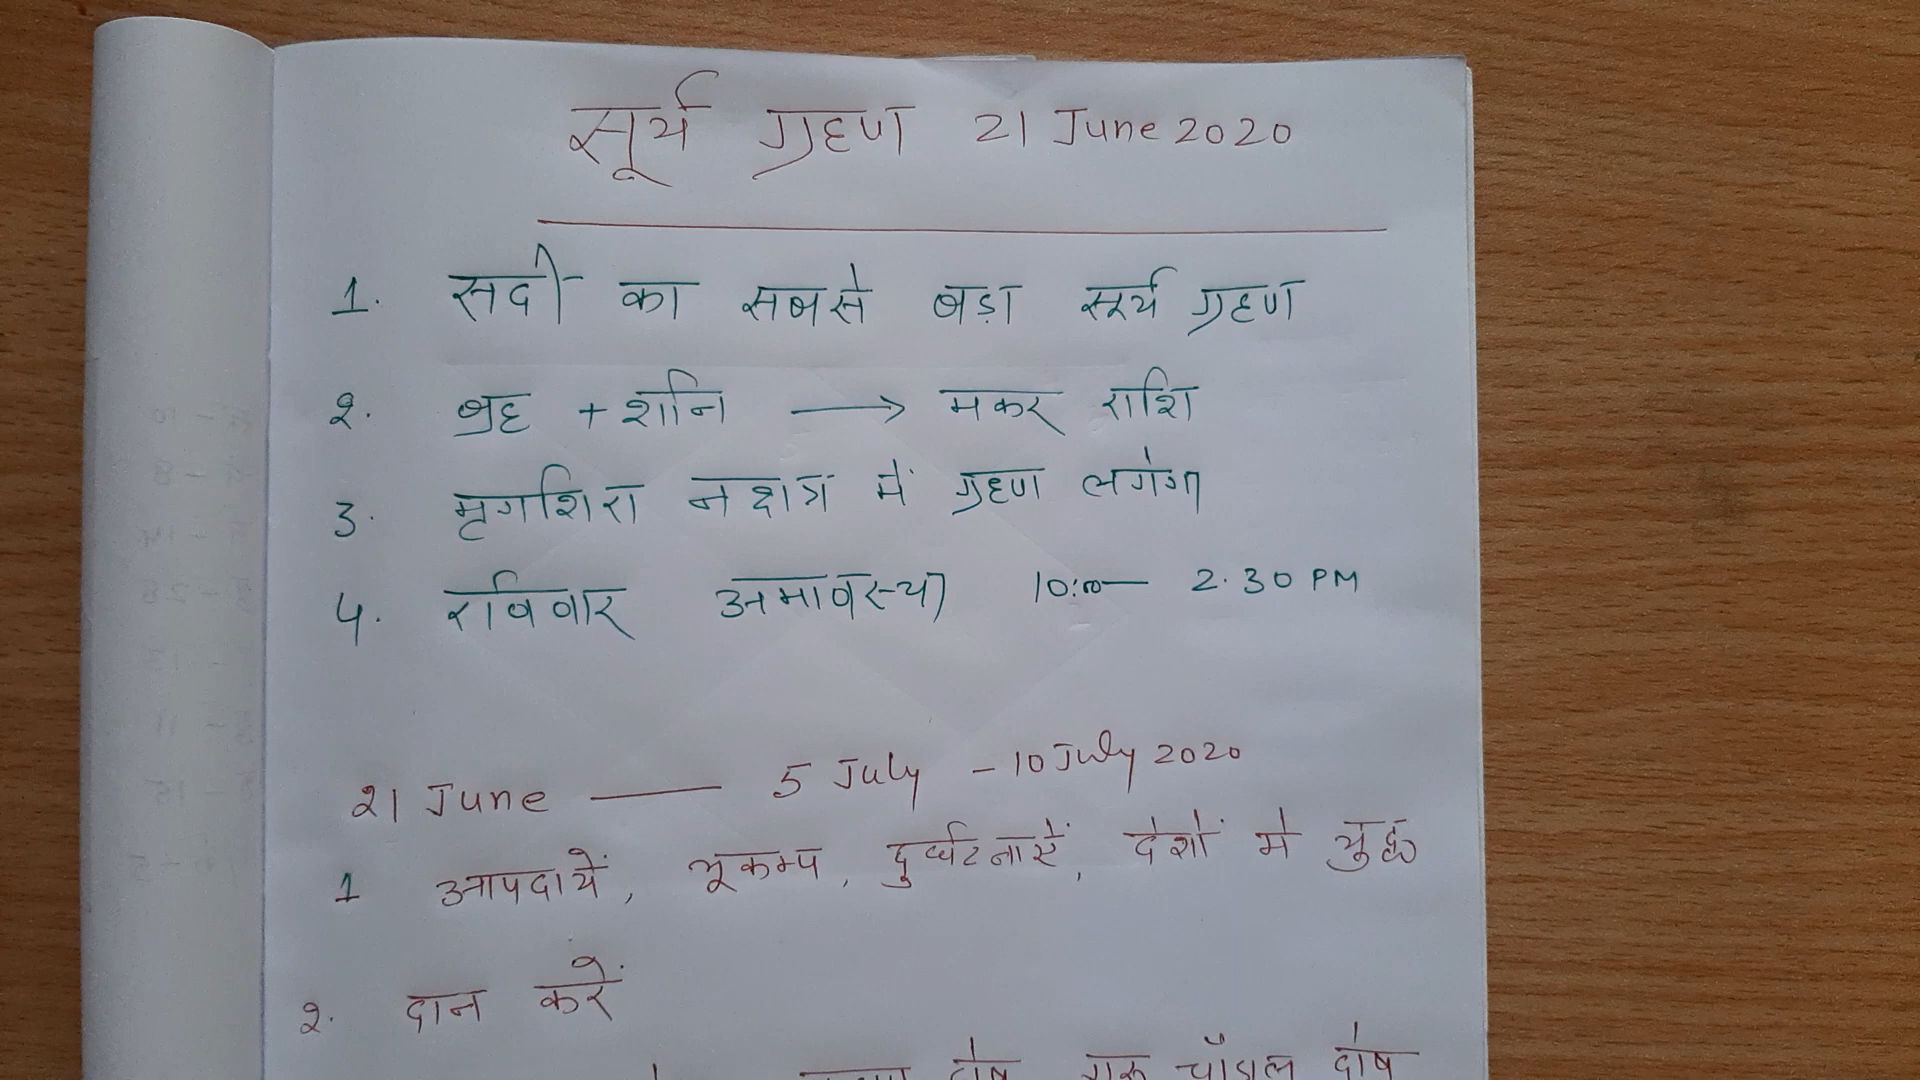 सूर्य ग्रहण 21 June 2020
1. सदी का सबसे बड़ा सूर्य ग्रहण
2. ग्रह + शनि → मकर राशि
3. मृगशिरा नक्षत्र में ग्रहण लगेगा
4. रविवार अमावस्या 10:00 — 2.30 PM
21 June — 5 July - 10 July 2020
1 आपदायें, भूकम्प, दुर्घटनाएं, देशों मे युद्ध
2. दान करें
दोष गुरु चाँडाल दोष